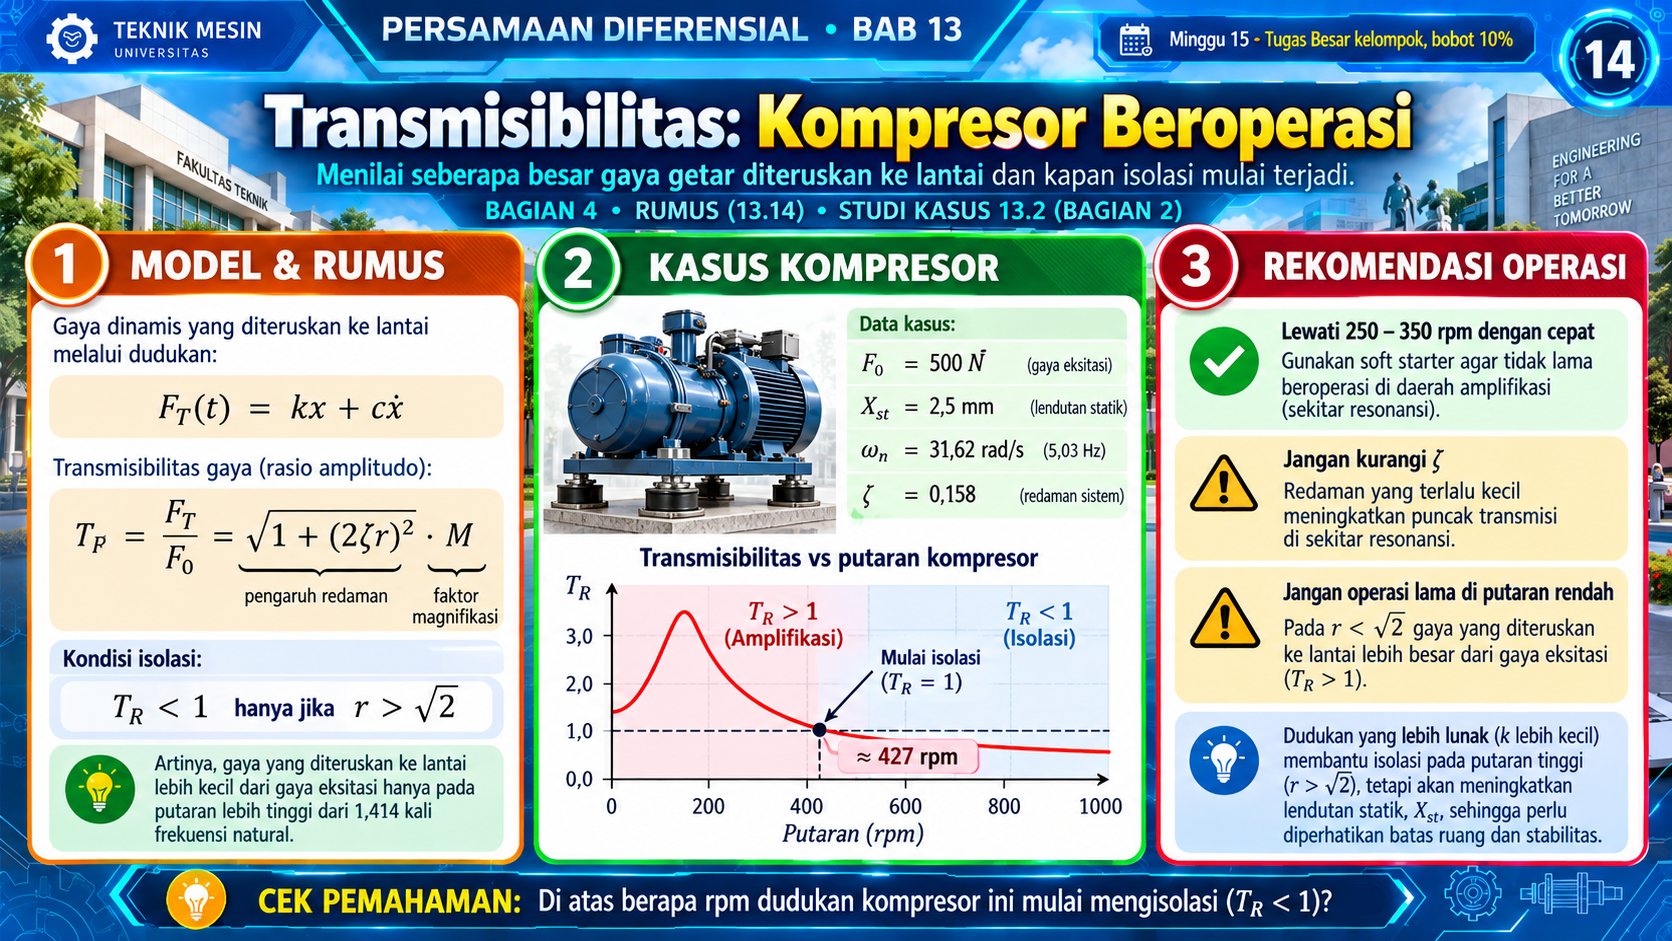 TEKNIK MESIN
UNIVERSITAS
PERSAMAAN DIFERENSIAL • BAB 13
Minggu 15 - Tugas Besar kelompok, bobot 10%
14
Transmisibilitas: Kompresor Beroperasi
Menilai seberapa besar gaya getar diteruskan ke lantai dan kapan isolasi mulai terjadi.
BAGIAN 4 • RUMUS (13.14) • STUDI KASUS 13.2 (BAGIAN 2)
FAKULTAS TEKNIK
ENGINEERING
FOR A
BETTER
TOMORROW
1 MODEL & RUMUS
Gaya dinamis yang diteruskan ke lantai
melalui dudukan:
F_T(t) = kx + cẋ
Transmisibilitas gaya (rasio amplitudo):
T_F = F_T / F_0 = √(1 + (2ζr)²) · M
pengaruh redaman
faktor
magnifikasi
Kondisi isolasi:
T_R < 1 hanya jika r > √2
Artinya, gaya yang diteruskan ke lantai
lebih kecil dari gaya eksitasi hanya pada
putaran lebih tinggi dari 1,414 kali
frekuensi natural.
2 KASUS KOMPRESOR
Data kasus:
F_0 = 500 N̄ (gaya eksitasi)
X_st = 2,5 mm (lendutan statik)
ω_n = 31,62 rad/s (5,03 Hz)
ζ = 0,158 (redaman sistem)
Transmisibilitas vs putaran kompresor
T_R
3,0
2,0
1,0
0,0
T_R > 1
(Amplifikasi)
T_R < 1
(Isolasi)
Mulai isolasi
(T_R = 1)
≈ 427 rpm
0 200 400 600 800 1000
Putaran (rpm)
3 REKOMENDASI OPERASI
Lewati 250 – 350 rpm dengan cepat
Gunakan soft starter agar tidak lama
beroperasi di daerah amplifikasi
(sekitar resonansi).
Jangan kurangi ζ
Redaman yang terlalu kecil
meningkatkan puncak transmisi
di sekitar resonansi.
Jangan operasi lama di putaran rendah
Pada r < √2 gaya yang diteruskan
ke lantai lebih besar dari gaya eksitasi
(T_R > 1).
Dudukan yang lebih lunak (k lebih kecil)
membantu isolasi pada putaran tinggi
(r > √2), tetapi akan meningkatkan
lendutan statik, X_st, sehingga perlu
diperhatikan batas ruang dan stabilitas.
CEK PEMAHAMAN: Di atas berapa rpm dudukan kompresor ini mulai mengisolasi (T_R < 1)?